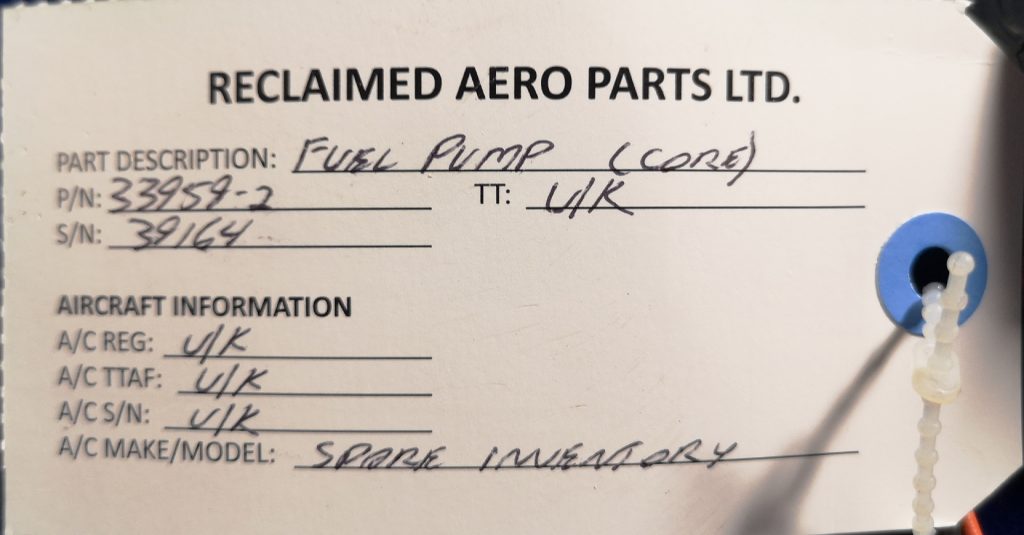 RECLAIMED AERO PARTS LTD.
PART DESCRIPTION: FUEL PUMP (CORE)
P/N: 33959-2 TT: U/K
S/N: 39164
AIRCRAFT INFORMATION
A/C REG: U/K
A/C TTAF: U/K
A/C S/N: U/K
A/C MAKE/MODEL: SPARE INVENTORY